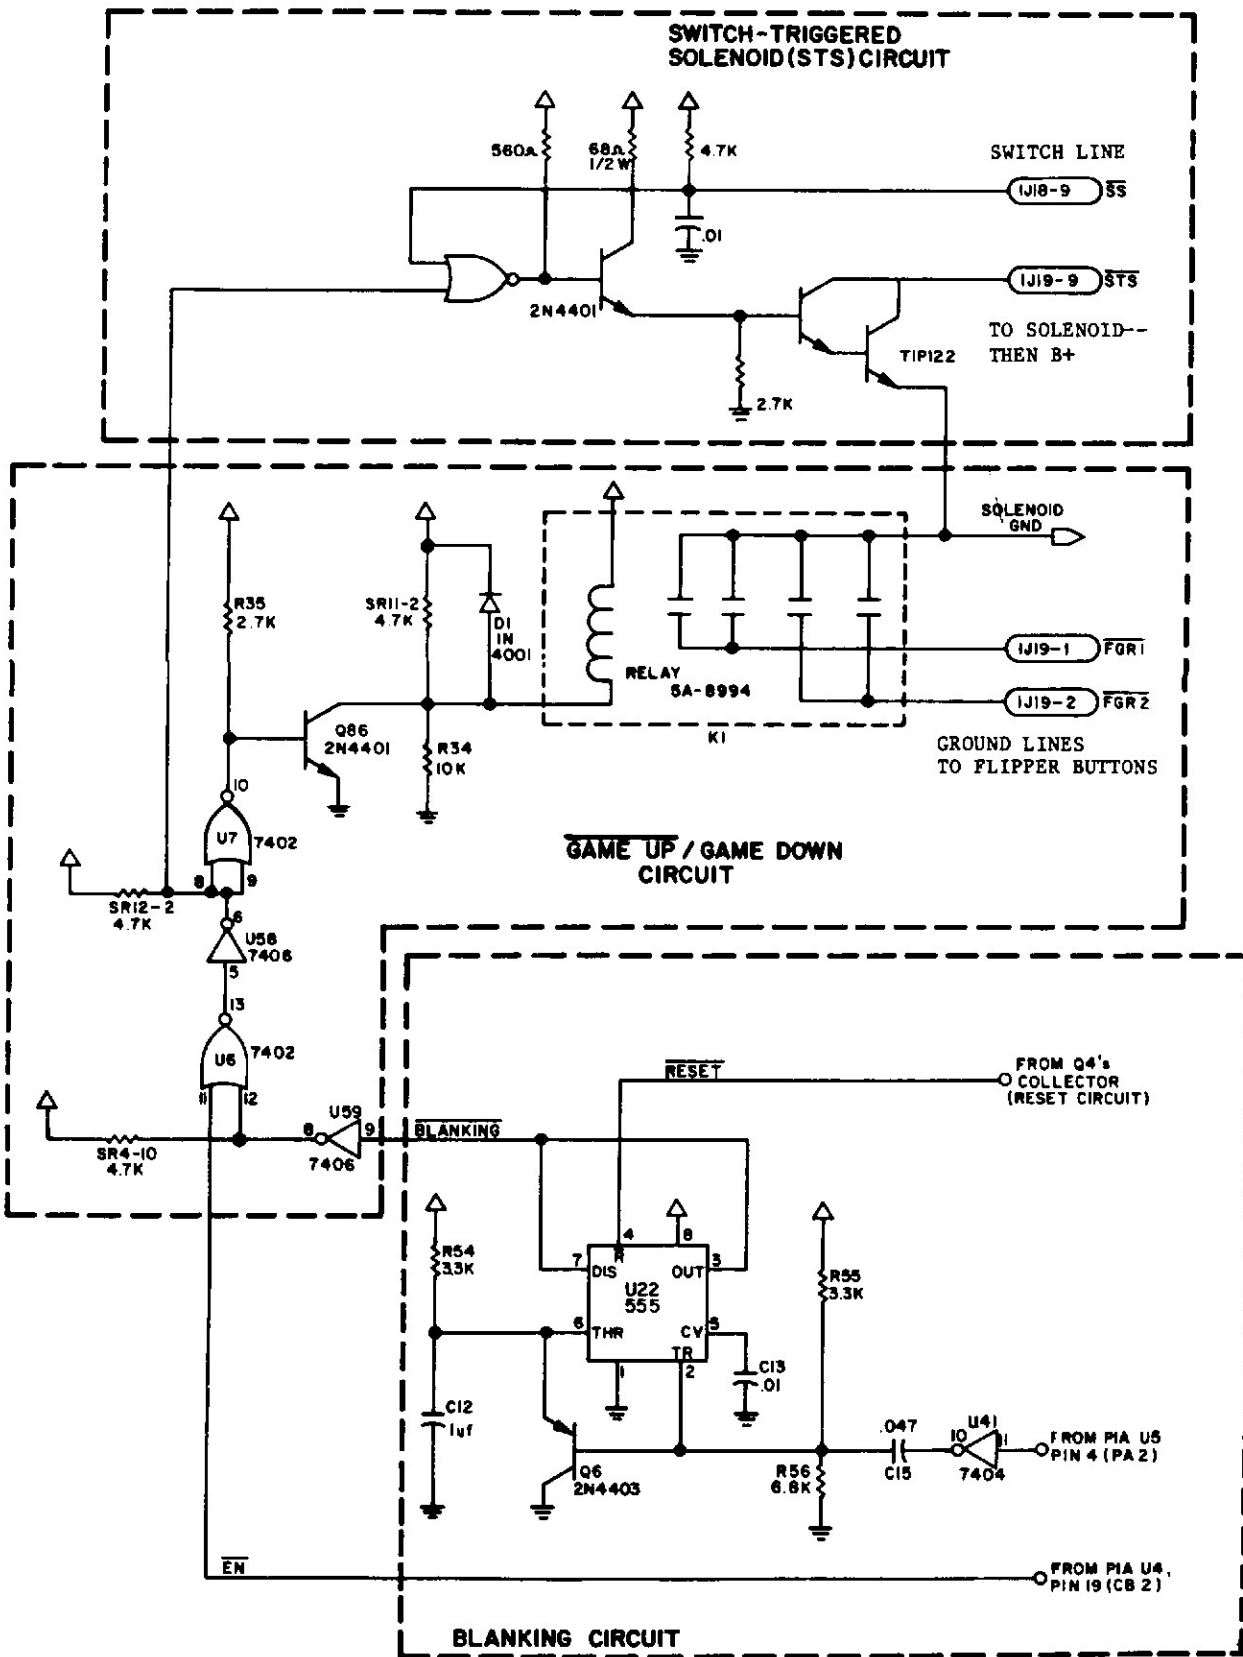 SWITCH-TRIGGERED
SOLENOID(STS) CIRCUIT
560Ω
68Ω
1/2W
4.7K
SWITCH LINE
1J18-9
SS
.01
1J19-9
STS
2N4401
TIP122
TO SOLENOID--
THEN B+
2.7K
SOLENOID
GND
R35
2.7K
SR11-2
4.7K
D1
1N
4001
RELAY
5A-8994
1J19-1
FGR1
1J19-2
FGR2
K1
Q86
2N4401
R34
10K
GROUND LINES
TO FLIPPER BUTTONS
10
U7
7402
8
9
GAME UP / GAME DOWN
CIRCUIT
SR12-2
4.7K
6
U58
7406
5
13
U6
7402
11
12
RESET
FROM Q4's
COLLECTOR
(RESET CIRCUIT)
U59
8
9
7406
BLANKING
SR4-10
4.7K
R54
3.3K
4
8
R
7
DIS
OUT
3
U22
555
R55
3.3K
6
THR
CV
5
TR
1
2
C13
.01
C12
1uf
Q6
2N4403
R56
6.8K
.047
C15
10
U41
11
7404
FROM PIA U5
PIN 4 (PA2)
EN
FROM PIA U4,
PIN 19 (CB2)
BLANKING CIRCUIT